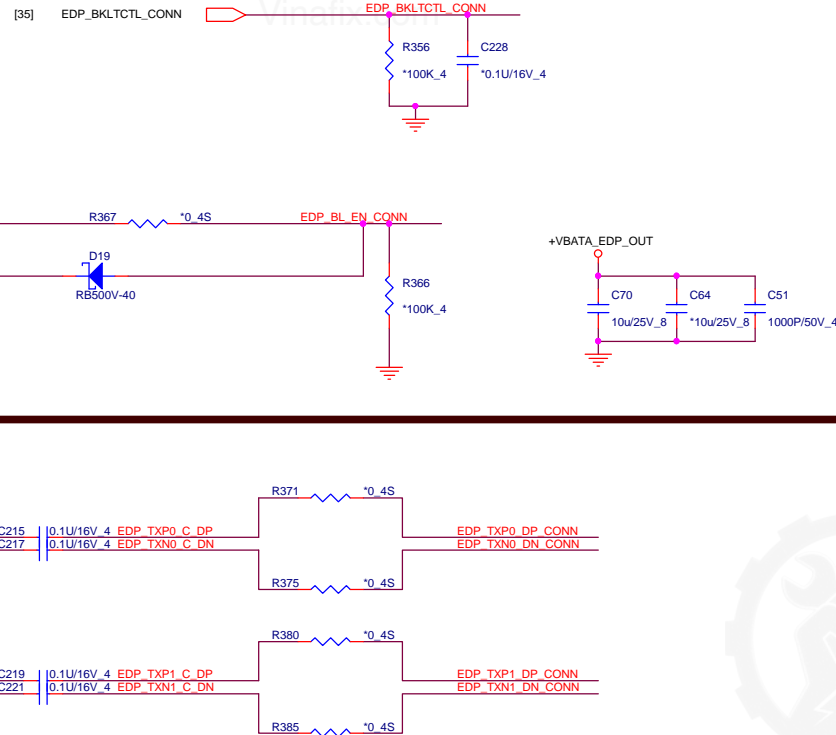 [35] EDP_BKLTCTL_CONN
Vinafix.com
EDP_BKLTCTL_CONN
R356
C228
*100K_4
*0.1U/16V_4
R367
*0_4S
EDP_BL_EN_CONN
D19
RB500V-40
R366
*100K_4
+VBATA_EDP_OUT
C70
C64
C51
10u/25V_8
*10u/25V_8
1000P/50V_4
R371
*0_4S
C215 0.1U/16V_4 EDP_TXP0_C_DP
EDP_TXP0_DP_CONN
C217 0.1U/16V_4 EDP_TXN0_C_DN
EDP_TXN0_DN_CONN
R375
*0_4S
R380
*0_4S
C219 0.1U/16V_4 EDP_TXP1_C_DP
EDP_TXP1_DP_CONN
C221 0.1U/16V_4 EDP_TXN1_C_DN
EDP_TXN1_DN_CONN
R385
*0_4S